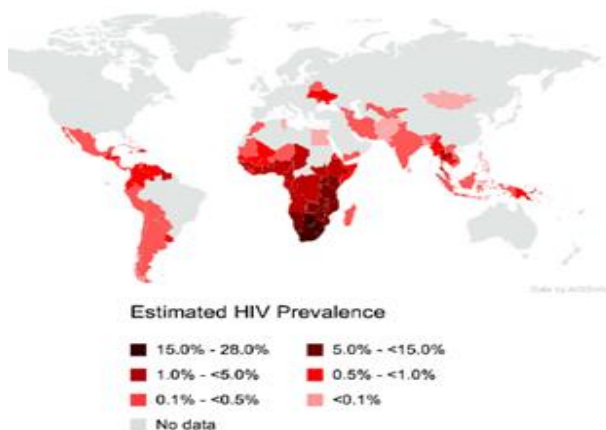 Estimated HIV Prevalence
15.0% - 28.0%
5.0% - <15.0%
1.0% - <5.0%
0.5% - <1.0%
0.1% - <0.5%
<0.1%
No data